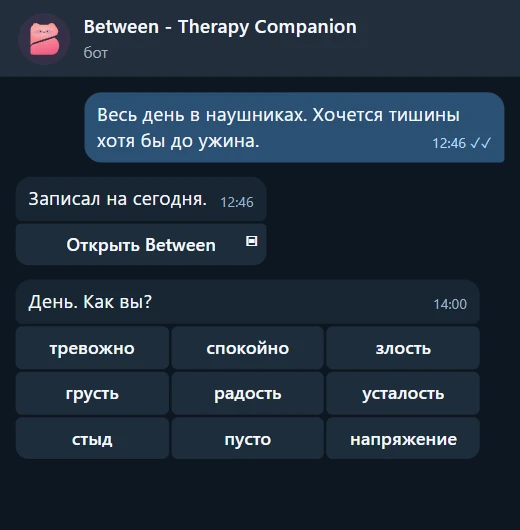 Between - Therapy Companion
бот
Весь день в наушниках. Хочется тишины
хотя бы до ужина. 12:46
Записал на сегодня. 12:46
Открыть Between
День. Как вы? 14:00
тревожно спокойно злость
грусть радость усталость
стыд пусто напряжение